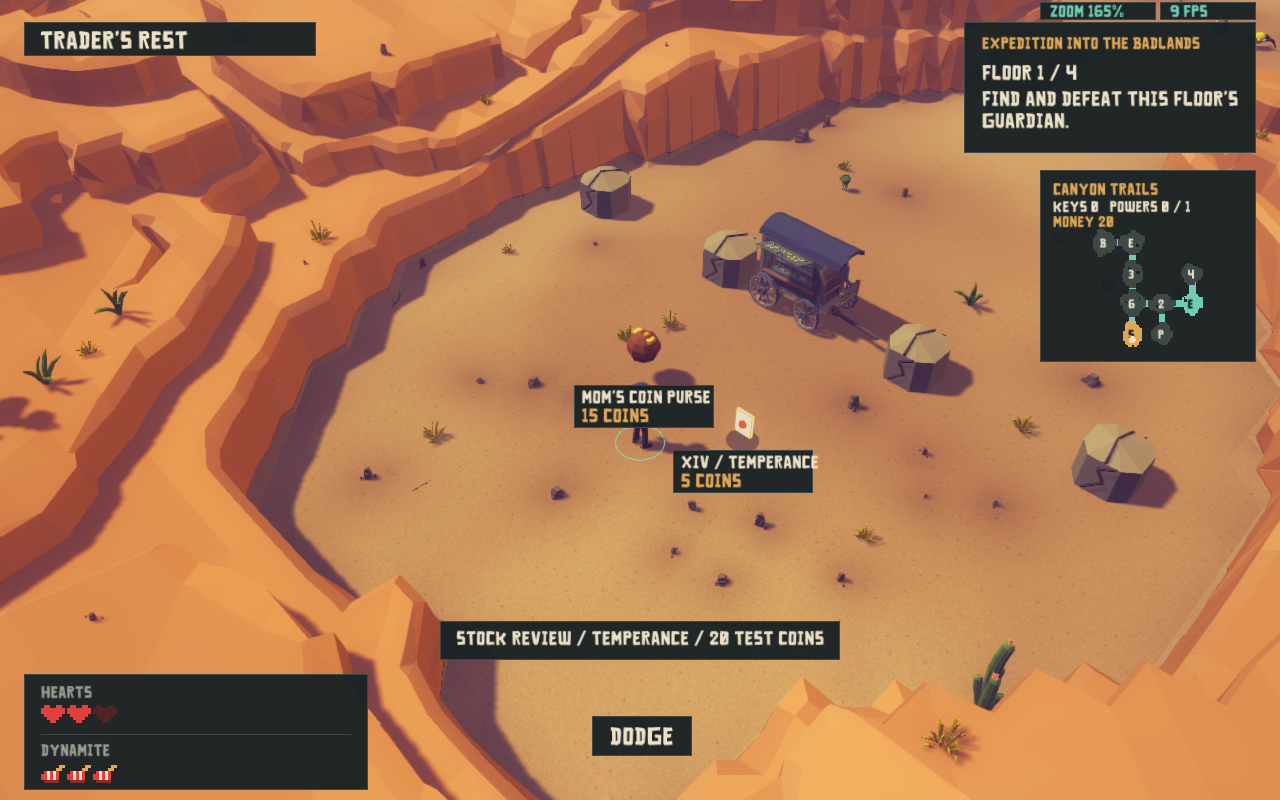 ZOOM 165%
9 FPS
TRADER'S REST
EXPEDITION INTO THE BADLANDS
FLOOR 1 / 4
FIND AND DEFEAT THIS FLOOR'S
GUARDIAN.
CANYON TRAILS
KEYS 0 POWERS 0 / 1
MONEY 20
B E
3 4
6 2 E
P
MOM'S COIN PURSE
15 COINS
XIV / TEMPERANCE
5 COINS
STOCK REVIEW / TEMPERANCE / 20 TEST COINS
HEARTS
DYNAMITE
DODGE